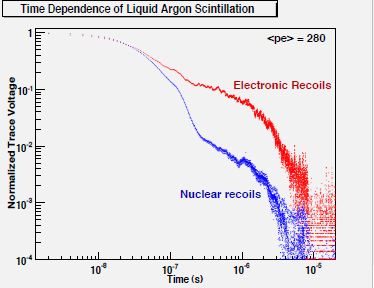 Time Dependence of Liquid Argon Scintillation
<pe> = 280
Electronic Recoils
Nuclear recoils
Normalized Trace Voltage
1
10-1
10-2
10-3
10-4
10-8
10-7
10-6
10-5
Time (s)